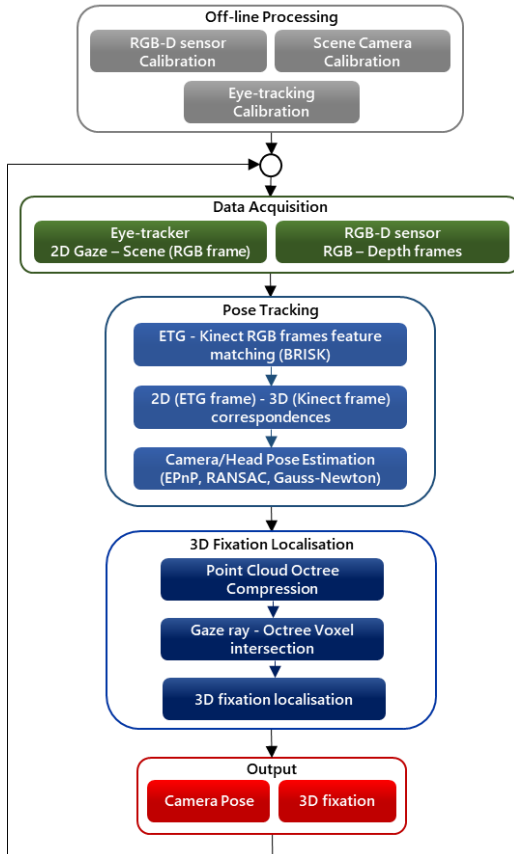 Off-line Processing
RGB-D sensor
Calibration
Scene Camera
Calibration
Eye-tracking
Calibration
Data Acquisition
Eye-tracker
2D Gaze – Scene (RGB frame)
RGB-D sensor
RGB – Depth frames
Pose Tracking
ETG - Kinect RGB frames feature
matching (BRISK)
2D (ETG frame) - 3D (Kinect frame)
correspondences
Camera/Head Pose Estimation
(EPnP, RANSAC, Gauss-Newton)
3D Fixation Localisation
Point Cloud Octree
Compression
Gaze ray - Octree Voxel
intersection
3D fixation localisation
Output
Camera Pose
3D fixation